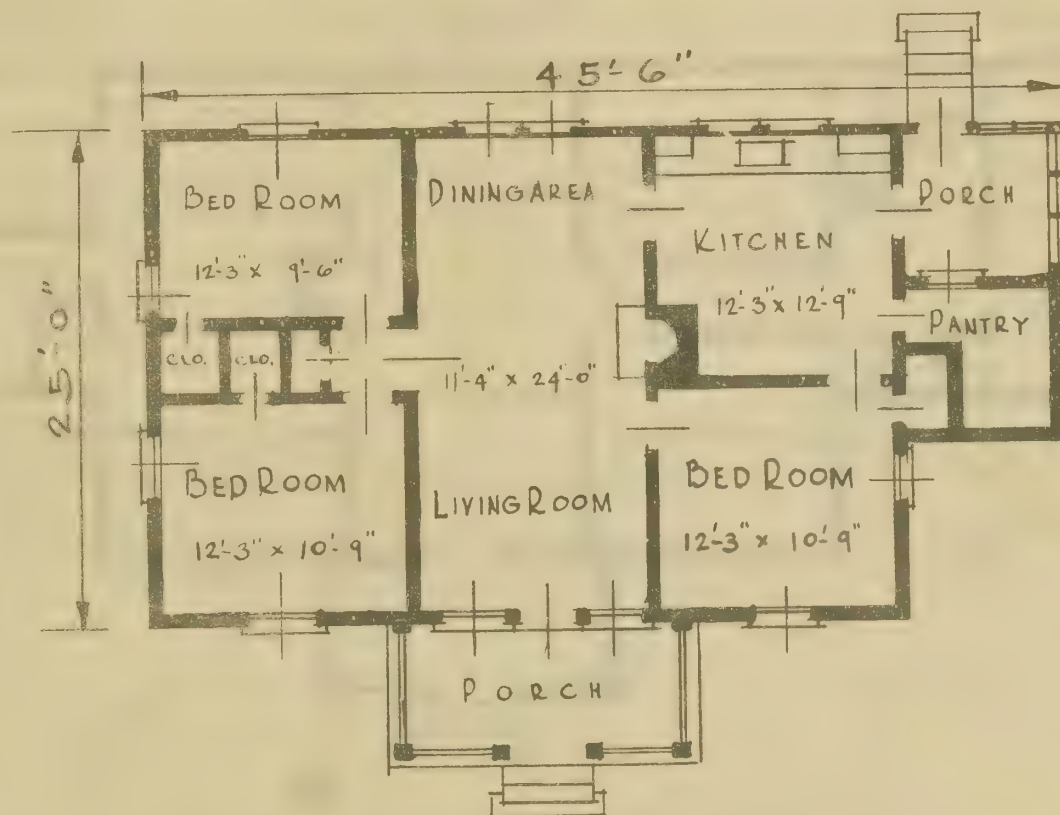 45'-6"
25'-0"
BED ROOM
12'-3" x 9'-6"
DINING AREA
KITCHEN
12'-3" x 12'-9"
PORCH
PANTRY
CLO.
CLO.
11'-4" x 24'-0"
BED ROOM
12'-3" x 10'-9"
LIVING ROOM
BED ROOM
12'-3" x 10'-9"
PORCH